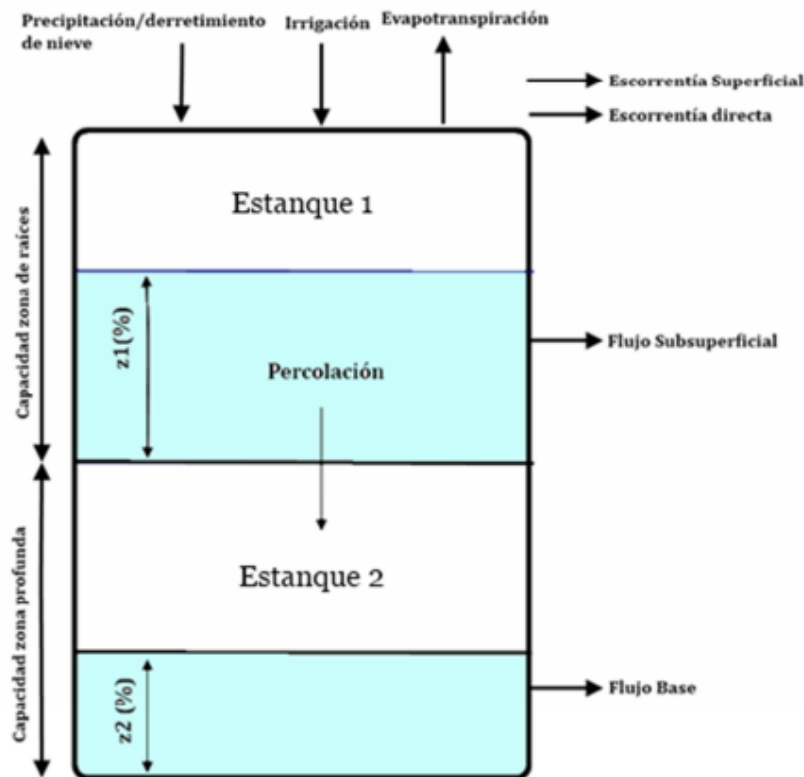 Precipitación/derretimiento
de nieve
Irrigación
Evapotranspiración
Escorrentía Superficial
Escorrentía directa
Capacidad zona de raíces
Estanque 1
z1(%)
Percolación
Flujo Subsuperficial
Capacidad zona profunda
Estanque 2
z2 (%)
Flujo Base